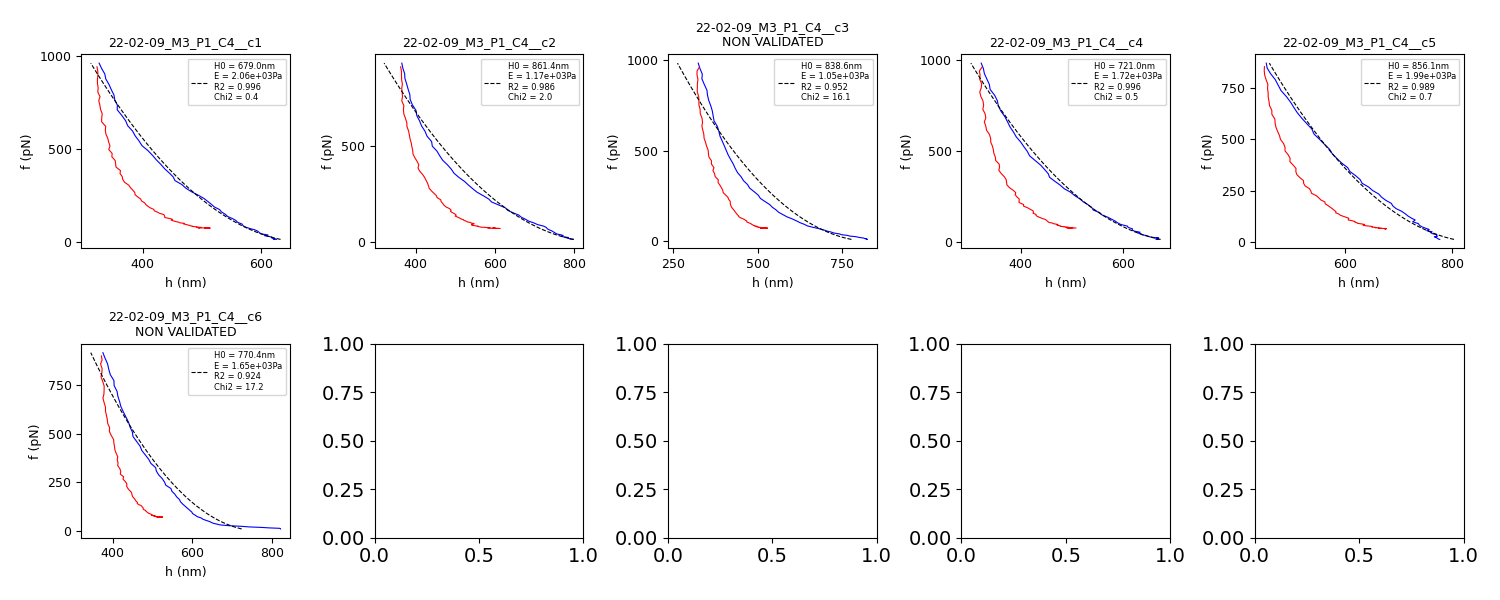 22-02-09_M3_P1_C4__c1
H0 = 679.0nm
E = 2.06e+03Pa
R2 = 0.996
Chi2 = 0.4
1000
500
0
f (pN)
400
600
h (nm)
22-02-09_M3_P1_C4__c2
H0 = 861.4nm
E = 1.17e+03Pa
R2 = 0.986
Chi2 = 2.0
500
0
f (pN)
400
600
800
h (nm)
22-02-09_M3_P1_C4__c3
NON VALIDATED
H0 = 838.6nm
E = 1.05e+03Pa
R2 = 0.952
Chi2 = 16.1
1000
500
0
f (pN)
250
500
750
h (nm)
22-02-09_M3_P1_C4__c4
H0 = 721.0nm
E = 1.72e+03Pa
R2 = 0.996
Chi2 = 0.5
1000
500
0
f (pN)
400
600
h (nm)
22-02-09_M3_P1_C4__c5
H0 = 856.1nm
E = 1.99e+03Pa
R2 = 0.989
Chi2 = 0.7
750
500
250
0
f (pN)
600
800
h (nm)
22-02-09_M3_P1_C4__c6
NON VALIDATED
H0 = 770.4nm
E = 1.65e+03Pa
R2 = 0.924
Chi2 = 17.2
750
500
250
0
f (pN)
400
600
800
h (nm)
1.00
0.75
0.50
0.25
0.00
0.0
0.5
1.0
1.00
0.75
0.50
0.25
0.00
0.0
0.5
1.0
1.00
0.75
0.50
0.25
0.00
0.0
0.5
1.0
1.00
0.75
0.50
0.25
0.00
0.0
0.5
1.0